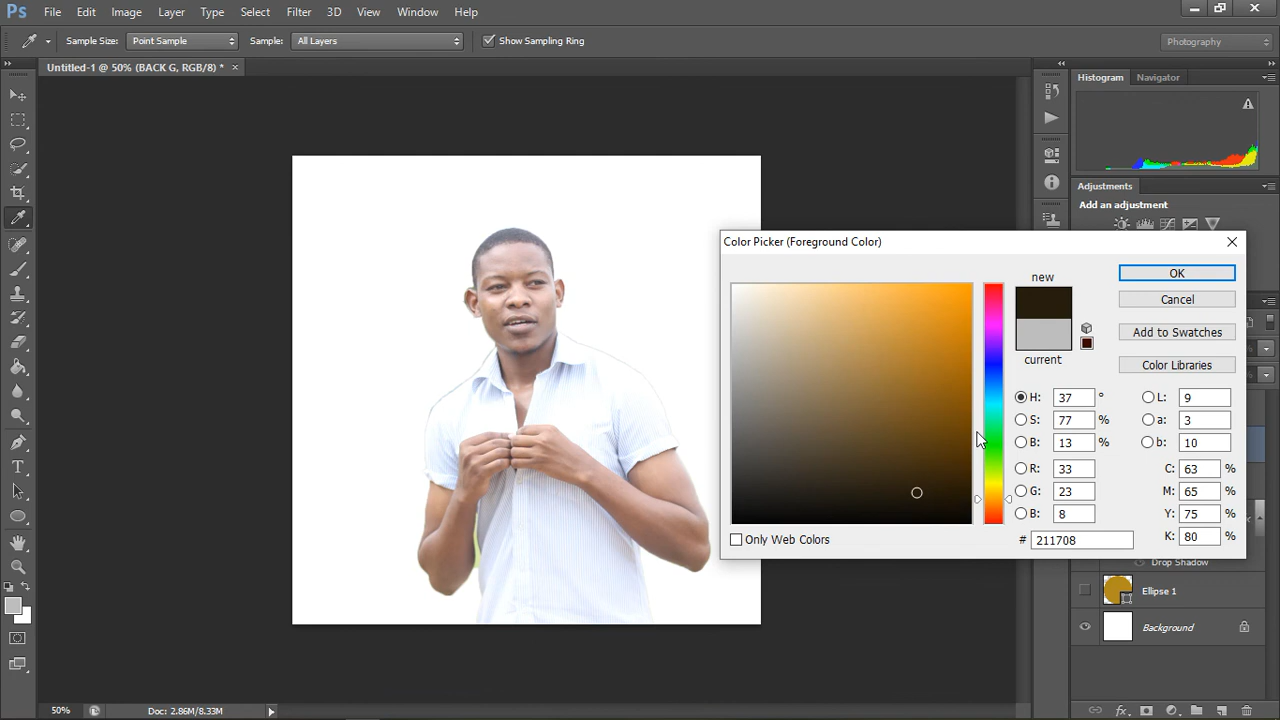 Ps File Edit Image Layer Type Select Filter 3D View Window Help
Sample Size: Point Sample Sample: All Layers Show Sampling Ring Photography
Untitled-1 @ 50% (BACK G, RGB/8) * ×
Histogram Navigator
Adjustments
Add an adjustment
Color Picker (Foreground Color)
new
current
OK
Cancel
Add to Swatches
Color Libraries
H: 37 °
S: 77 %
B: 13 %
R: 33
G: 23
B: 8
# 211708
L: 9
a: 3
b: 10
C: 63 %
M: 65 %
Y: 75 %
K: 80 %
Only Web Colors
Drop Shadow
Ellipse 1
Background
50% Doc: 2.86M/8.33M